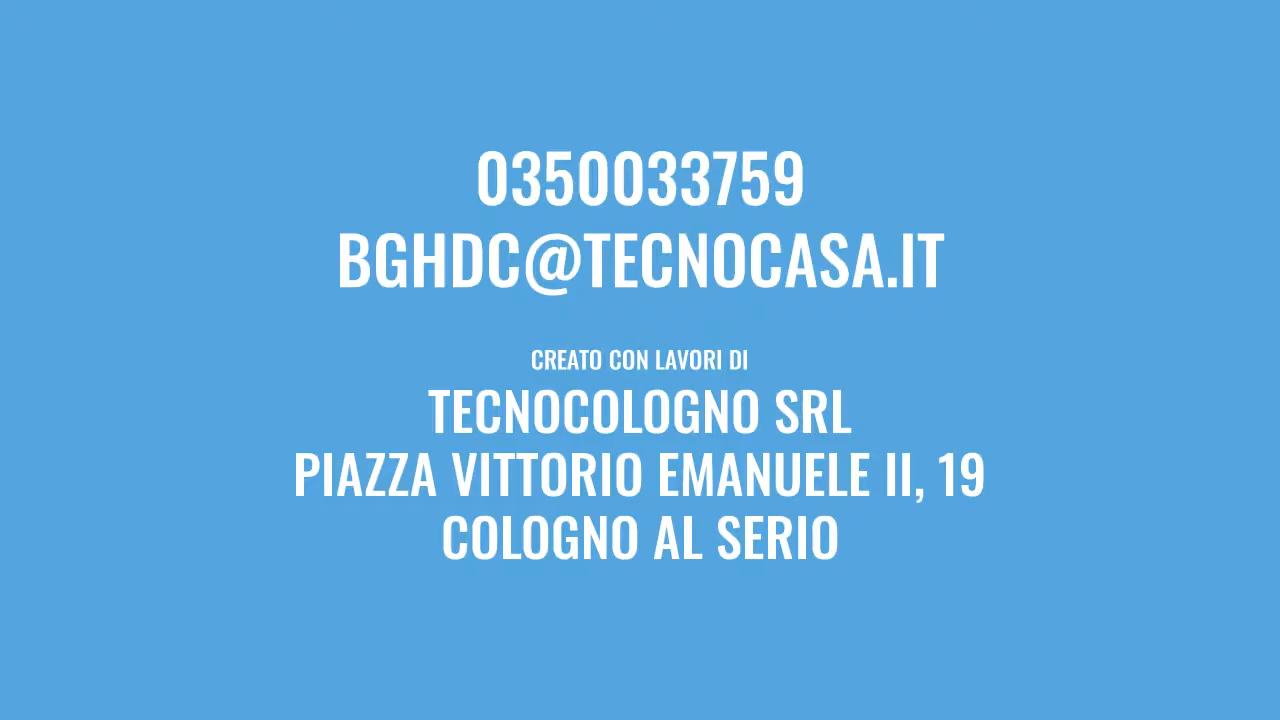 0350033759
BGHDC@TECNOCASA.IT
CREATO CON LAVORI DI
TECNOCOLOGNO SRL
PIAZZA VITTORIO EMANUELE II, 19
COLOGNO AL SERIO